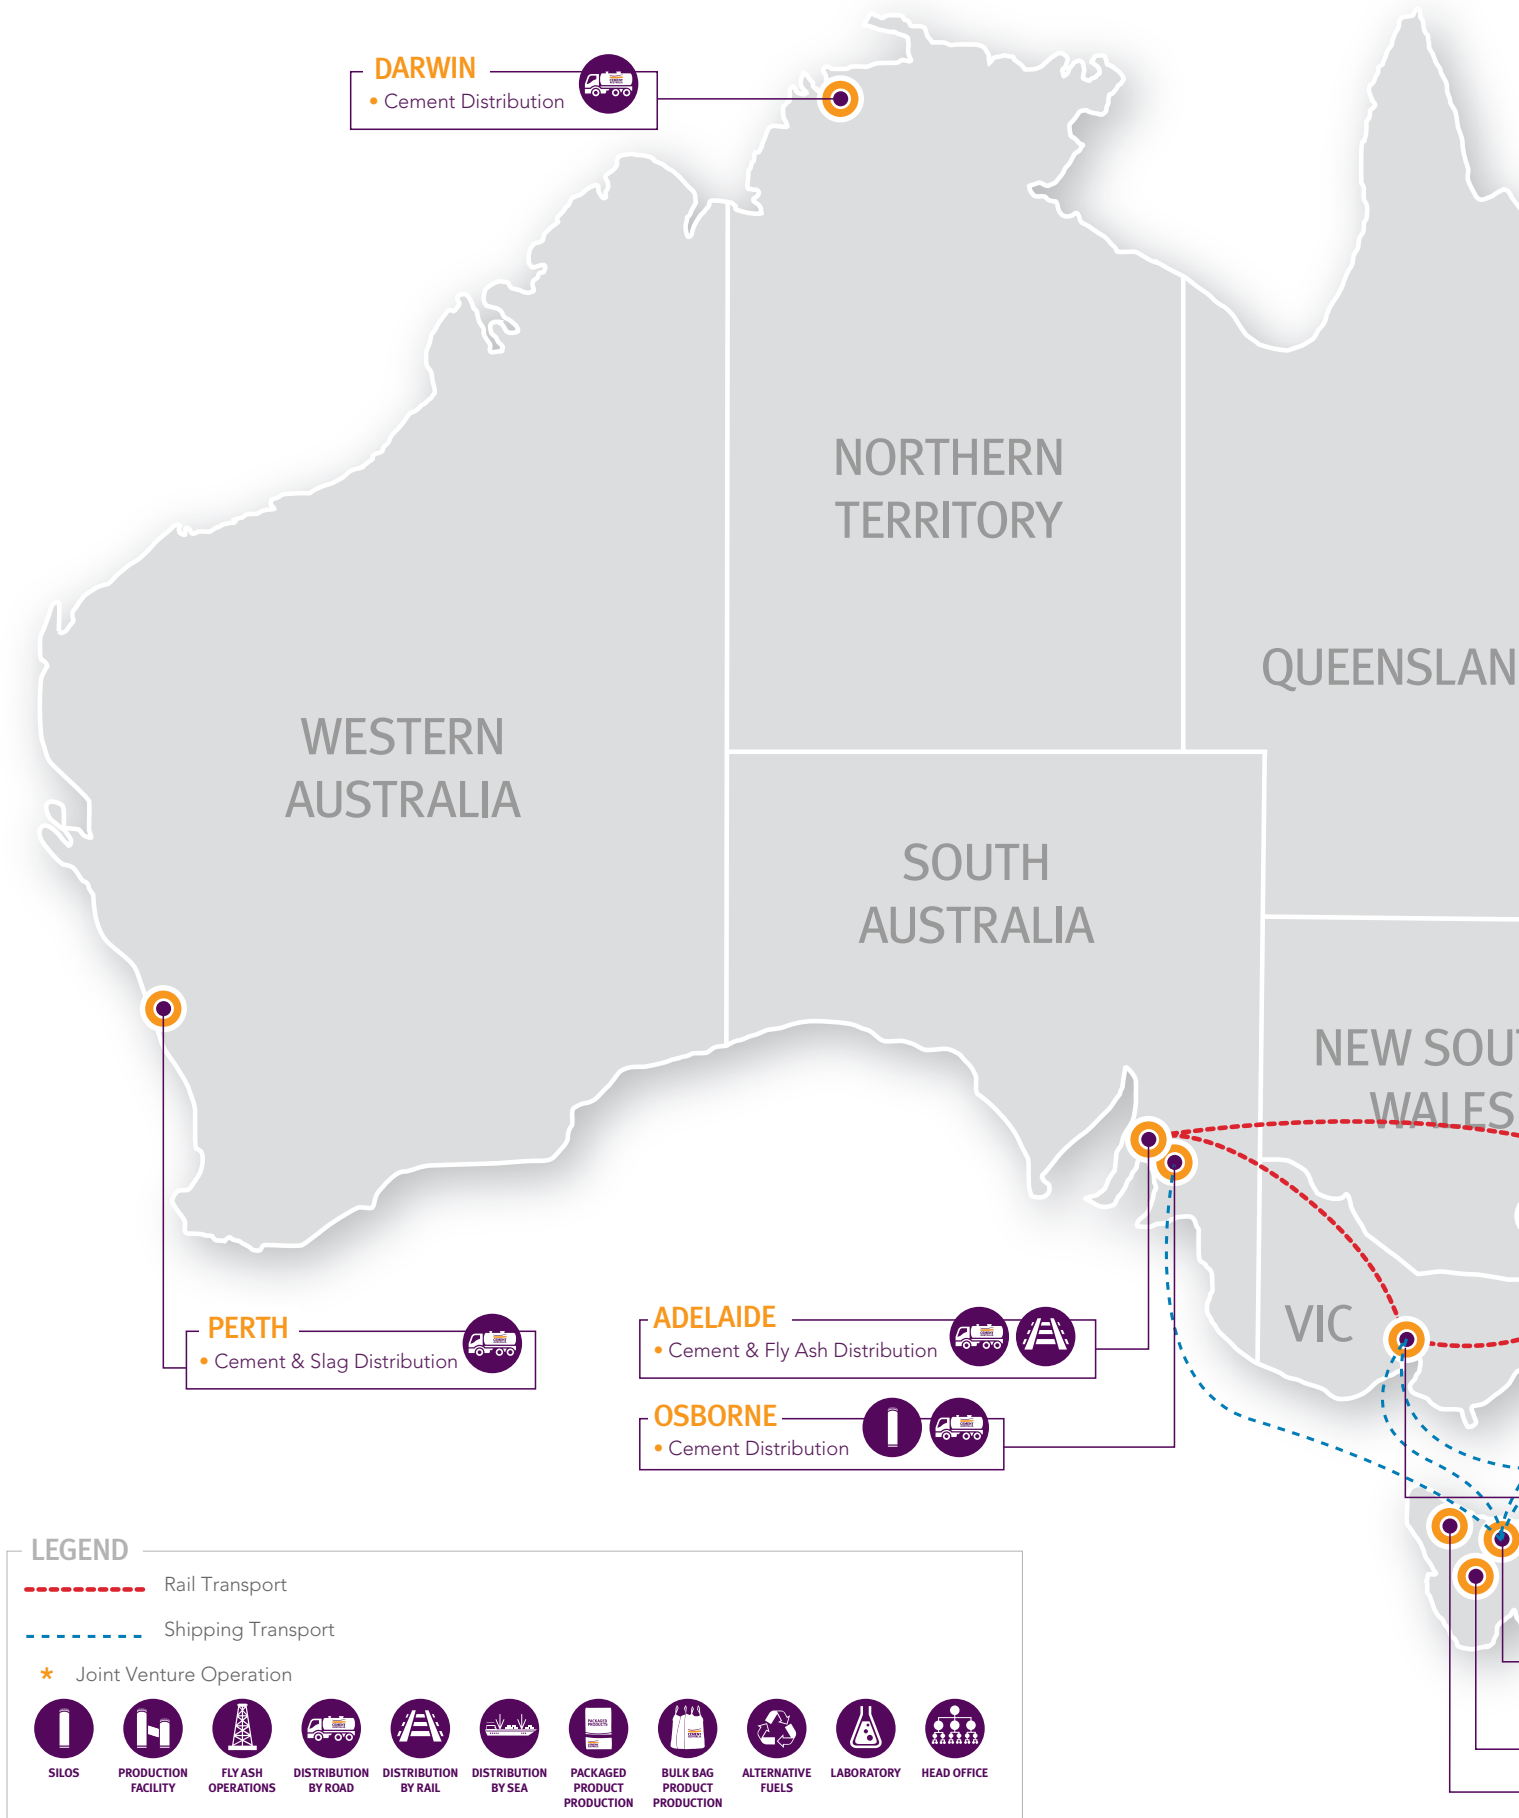 DARWIN
• Cement Distribution
NORTHERN
TERRITORY
QUEENSLAN
WESTERN
AUSTRALIA
SOUTH
AUSTRALIA
NEW SOUT
WALES
VIC
PERTH
• Cement & Slag Distribution
ADELAIDE
• Cement & Fly Ash Distribution
OSBORNE
• Cement Distribution
LEGEND
Rail Transport
Shipping Transport
* Joint Venture Operation
PACKAGED
PRODUCTS
SILOS
PRODUCTION
FACILITY
FLY ASH
OPERATIONS
DISTRIBUTION
BY ROAD
DISTRIBUTION
BY RAIL
DISTRIBUTION
BY SEA
PACKAGED
PRODUCT
PRODUCTION
BULK BAG
PRODUCT
PRODUCTION
ALTERNATIVE
FUELS
LABORATORY
HEAD OFFICE